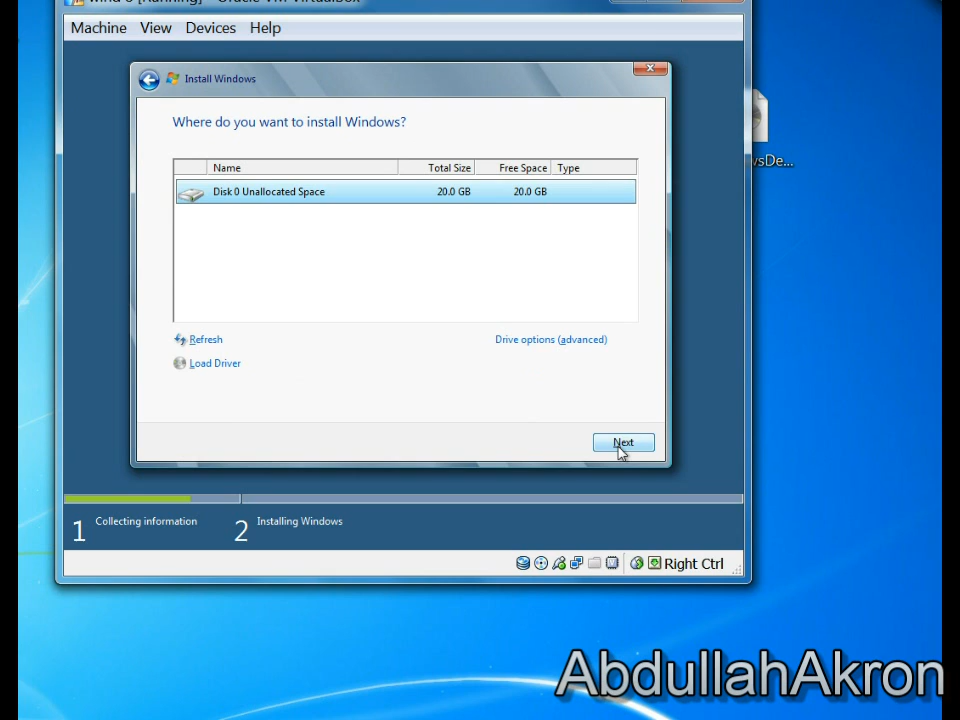 Machine View Devices Help
Install Windows
vsDe...
Where do you want to install Windows?
Name Total Size Free Space Type
Disk 0 Unallocated Space 20.0 GB 20.0 GB
Refresh Drive options (advanced)
Load Driver
Next
1 Collecting information 2 Installing Windows
Right Ctrl
AbdullahAkron